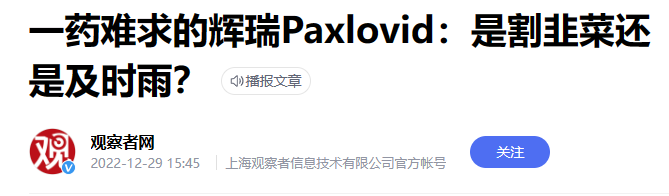 一药难求的辉瑞Paxlovid：是割韭菜还
是及时雨？ 播报文章
观 观察者网
2022-12-29 15:45 上海观察者信息技术有限公司官方帐号 关注